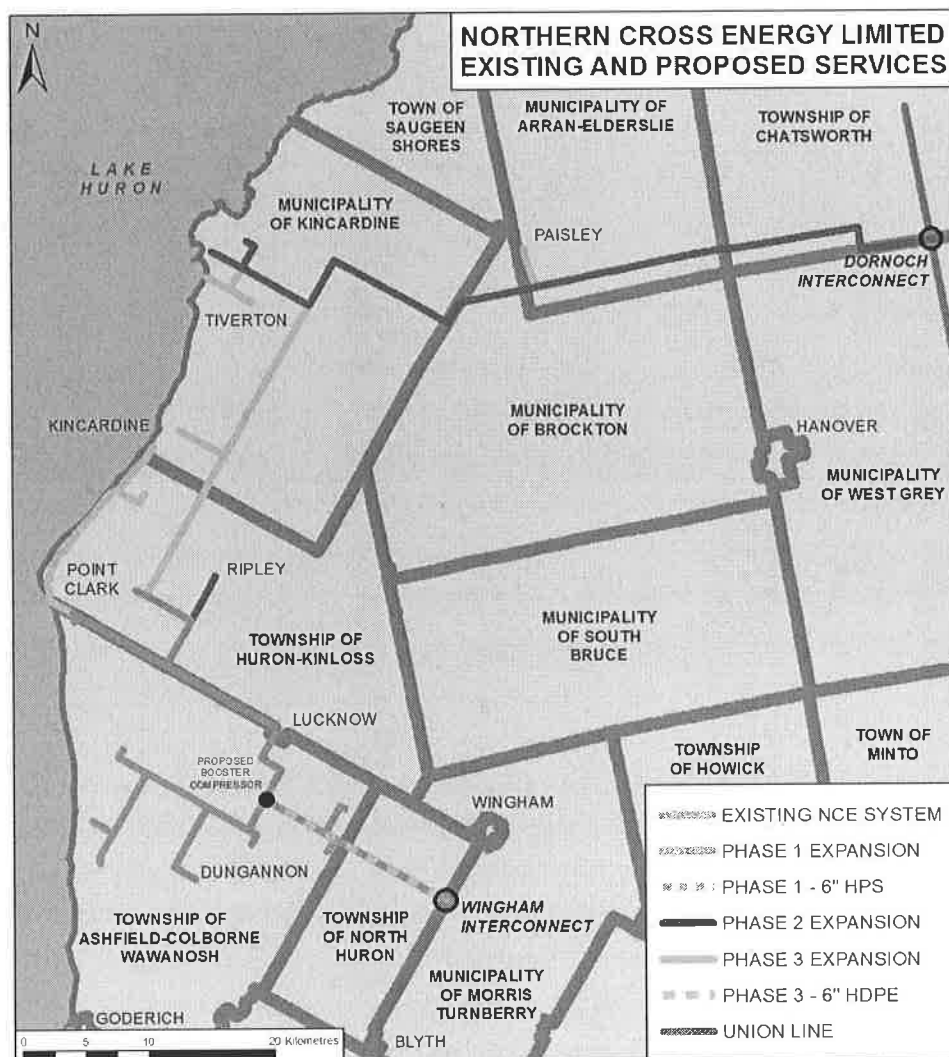 NORTHERN CROSS ENERGY LIMITED
EXISTING AND PROPOSED SERVICES
N
LAKE
HURON
TOWN OF
SAUGEEN
SHORES
MUNICIPALITY OF
ARRAN-ELDERSLIE
TOWNSHIP OF
CHATSWORTH
MUNICIPALITY
OF KINCARDINE
PAISLEY
DORNOCH
INTERCONNECT
TIVERTON
KINCARDINE
MUNICIPALITY
OF BROCKTON
HANOVER
MUNICIPALITY
OF WEST GREY
POINT
CLARK
RIPLEY
TOWNSHIP OF
HURON-KINLOSS
MUNICIPALITY
OF SOUTH
BRUCE
LUCKNOW
PROPOSED
BOOSTER
COMPRESSOR
TOWNSHIP
OF HOWICK
TOWN OF
MINTO
WINGHAM
DUNGANNON
WINGHAM
INTERCONNECT
TOWNSHIP OF
ASHFIELD-COLBORNE
WAWANOSH
TOWNSHIP
OF NORTH
HURON
MUNICIPALITY
OF MORRIS
TURNBERRY
GODERICH
BLYTH
EXISTING NCE SYSTEM
PHASE 1 EXPANSION
PHASE 1 - 6" HPS
PHASE 2 EXPANSION
PHASE 3 EXPANSION
PHASE 3 - 6" HDPE
UNION LINE
0 5 10 20 Kilometres